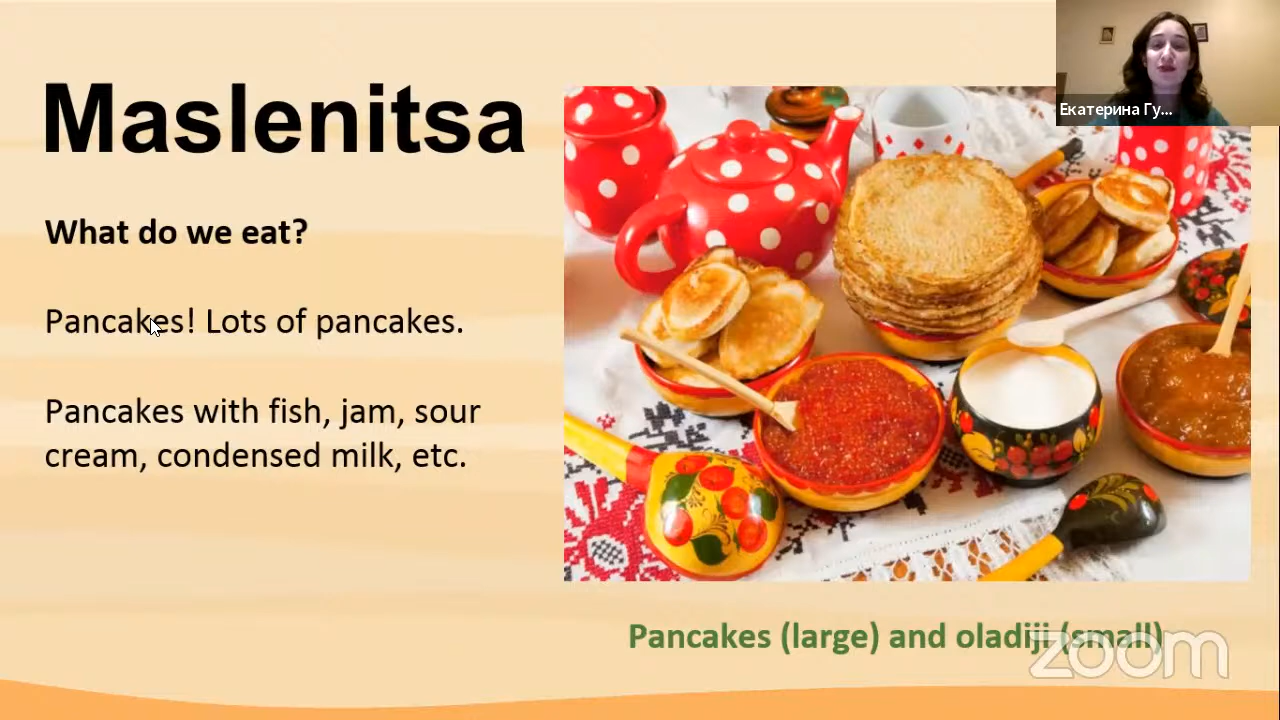 Maslenitsa
What do we eat?
Pancakes! Lots of pancakes.
Pancakes with fish, jam, sour
cream, condensed milk, etc.
Екатерина Гу...
Pancakes (large) and oladiji (small)
zoom